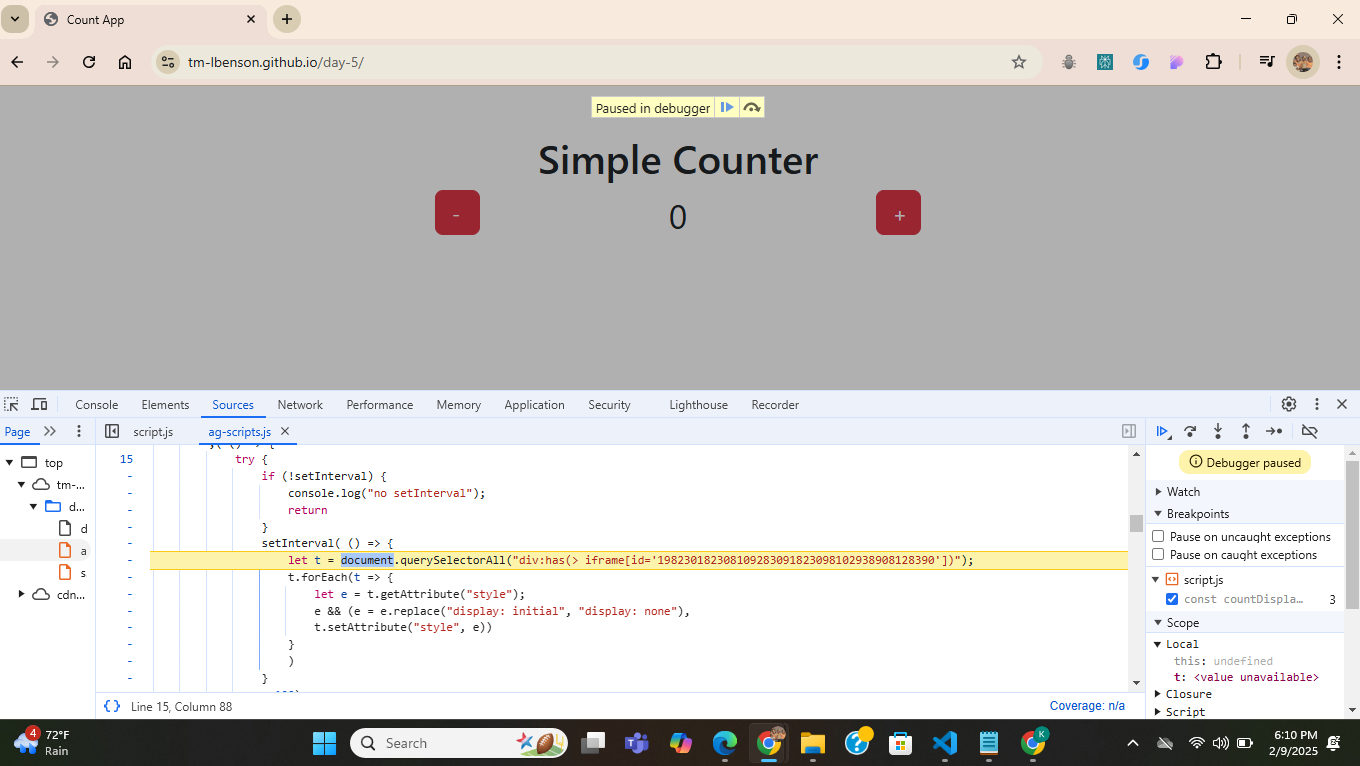 Count App
tm-lbenson.github.io/day-5/
Paused in debugger
Simple Counter
-
0
+
Console
Elements
Sources
Network
Performance
Memory
Application
Security
Lighthouse
Recorder
Page
script.js
ag-scripts.js
Debugger paused
Watch
Breakpoints
Pause on uncaught exceptions
Pause on caught exceptions
script.js
const countDispla… 3
Scope
Local
this: undefined
t: <value unavailable>
Closure
Script
top
tm-…
d…
d
a
s
cdn…
15 try {
- if (!setInterval) {
- console.log("no setInterval");
- return
- }
- setInterval( () => {
- let t = document.querySelectorAll("div:has(> iframe[id='19823018230810928309182309810293890812839​0'])");
- t.forEach(t => {
- let e = t.getAttribute("style");
- e && (e = e.replace("display: initial", "display: none"),
- t.setAttribute("style", e))
- }
- )
- }
{} Line 15, Column 88
Coverage: n/a
4
72°F
Rain
Search
K
6:10 PM
2/9/2025